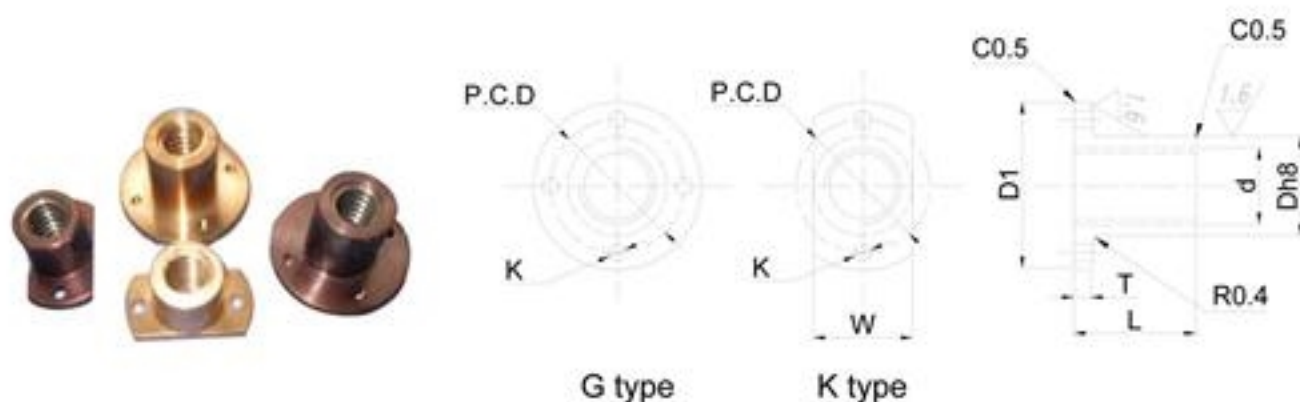 P.C.D
K
G type
P.C.D
K
W
K type
C0.5
C0.5
1.6
1.6
D1
d
Dh8
T
R0.4
L